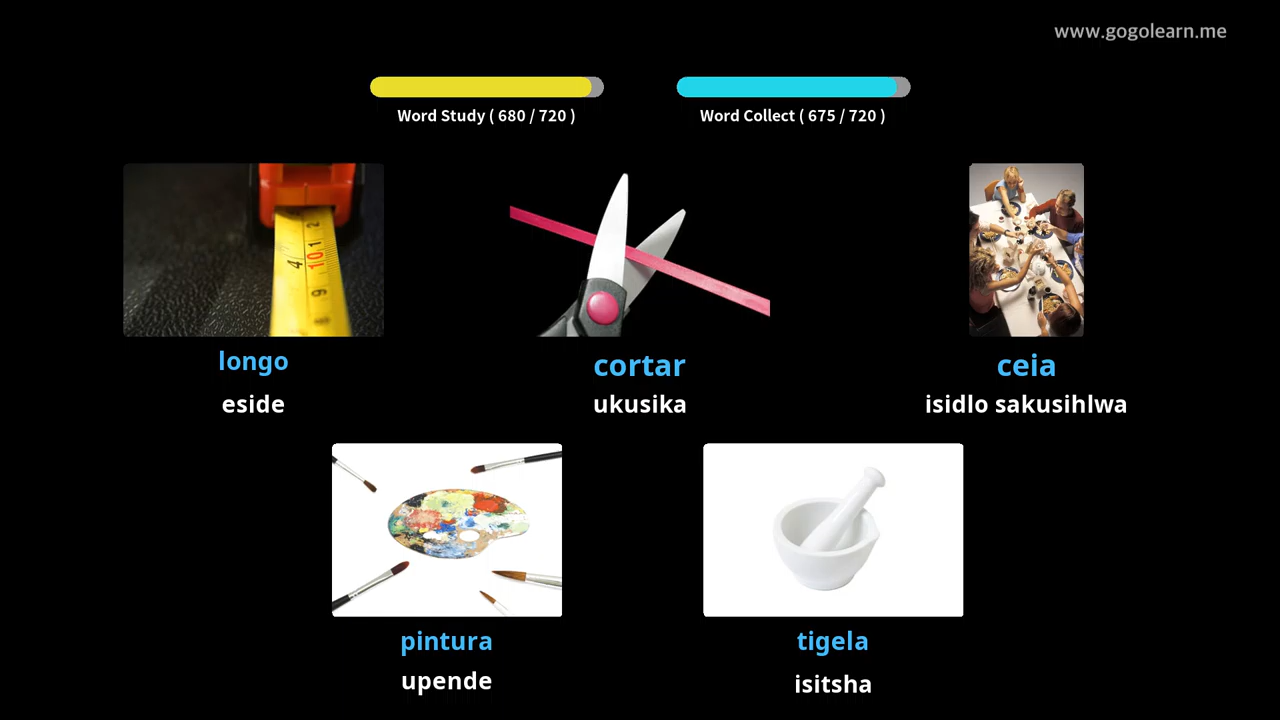 www.gogolearn.me
Word Study ( 680 / 720 )
Word Collect ( 675 / 720 )
longo
cortar
ceia
eside
ukusika
isidlo sakusihlwa
pintura
tigela
upende
isitsha